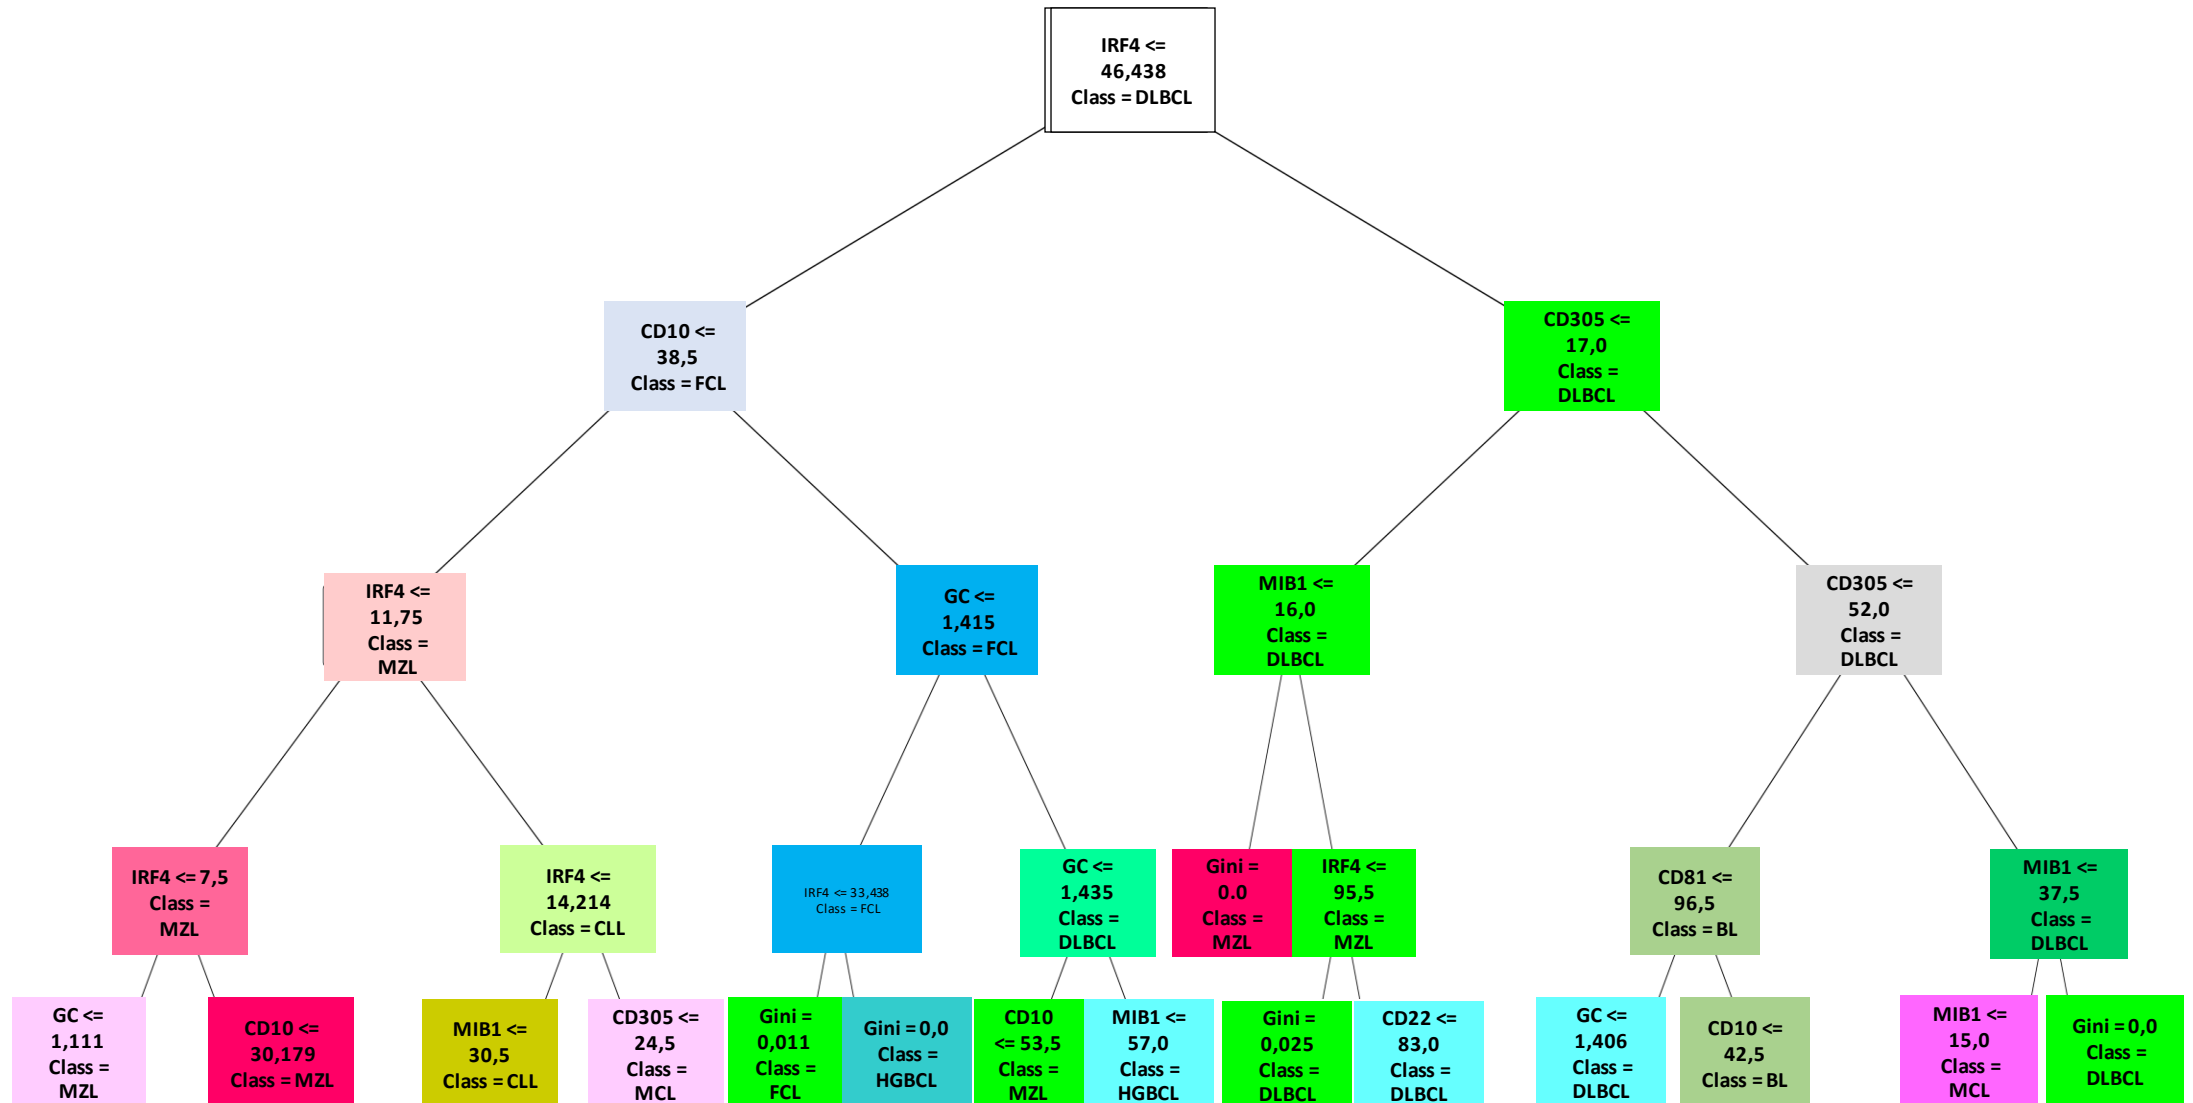 IRF4 <=
46,438
Class = DLBCL
CD10 <=
38,5
Class = FCL
CD305 <=
17,0
Class =
DLBCL
IRF4 <=
11,75
Class =
MZL
GC <=
1,415
Class = FCL
MIB1 <=
16,0
Class =
DLBCL
CD305 <=
52,0
Class =
DLBCL
IRF4 <= 7,5
Class =
MZL
IRF4 <=
14,214
Class = CLL
IRF4 <= 33,438
Class = FCL
GC <=
1,435
Class =
DLBCL
Gini =
0.0
Class =
MZL
IRF4 <=
95,5
Class =
MZL
CD81 <=
96,5
Class = BL
MIB1 <=
37,5
Class =
DLBCL
GC <=
1,111
Class =
MZL
CD10 <=
30,179
Class = MZL
MIB1 <=
30,5
Class = CLL
CD305 <=
24,5
Class =
MCL
Gini =
0,011
Class =
FCL
Gini = 0,0
Class =
HGBCL
CD10
<= 53,5
Class =
MZL
MIB1 <=
57,0
Class =
HGBCL
Gini =
0,025
Class =
DLBCL
CD22 <=
83,0
Class =
DLBCL
GC <=
1,406
Class =
DLBCL
CD10 <=
42,5
Class = BL
MIB1 <=
15,0
Class =
MCL
Gini = 0,0
Class =
DLBCL